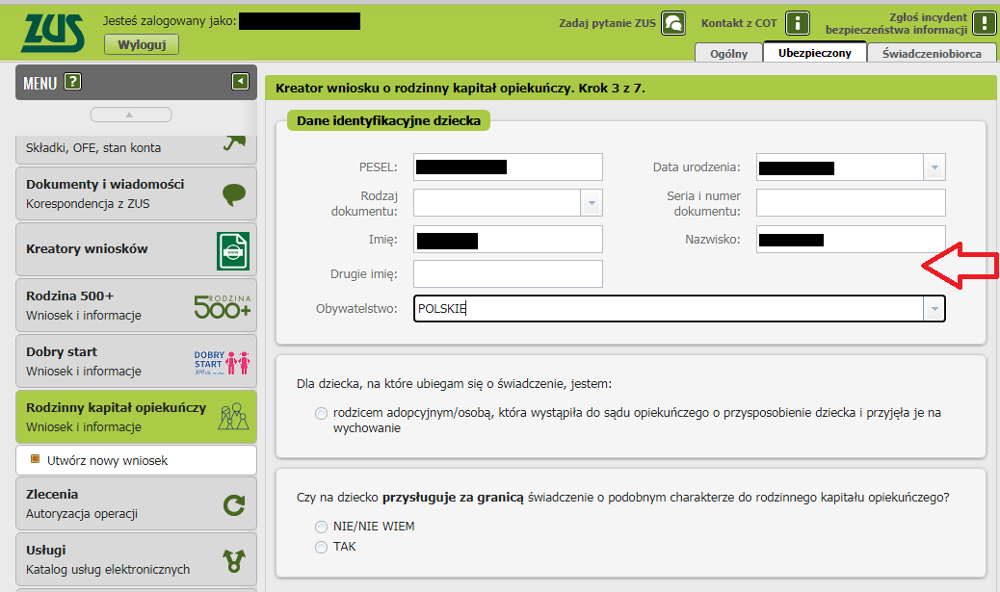 ZUS
Jesteś zalogowany jako:
Wyloguj
Zadaj pytanie ZUS
Kontakt z COT
i
Zgłoś incydent
bezpieczeństwa informacji
!
Ogólny
Ubezpieczony
Świadczeniobiorca
MENU ?
Składki, OFE, stan konta
Dokumenty i wiadomości
Korespondencja z ZUS
Kreatory wniosków
www
Rodzina 500+
Wniosek i informacje
RODZINA
500+
Dobry start
Wniosek i informacje
DOBRY
START
Rodzinny kapitał opiekuńczy
Wniosek i informacje
Utwórz nowy wniosek
Zlecenia
Autoryzacja operacji
Usługi
Katalog usług elektronicznych
Kreator wniosku o rodzinny kapitał opiekuńczy. Krok 3 z 7.
Dane identyfikacyjne dziecka
PESEL:
Data urodzenia:
Rodzaj
dokumentu:
Seria i numer
dokumentu:
Imię:
Nazwisko:
Drugie imię:
Obywatelstwo: POLSKIE
Dla dziecka, na które ubiegam się o świadczenie, jestem:
rodzicem adopcyjnym/osobą, która wystąpiła do sądu opiekuńczego o przysposobienie dziecka i przyjęła je na
wychowanie
Czy na dziecko przysługuje za granicą świadczenie o podobnym charakterze do rodzinnego kapitału opiekuńczego?
NIE/NIE WIEM
TAK